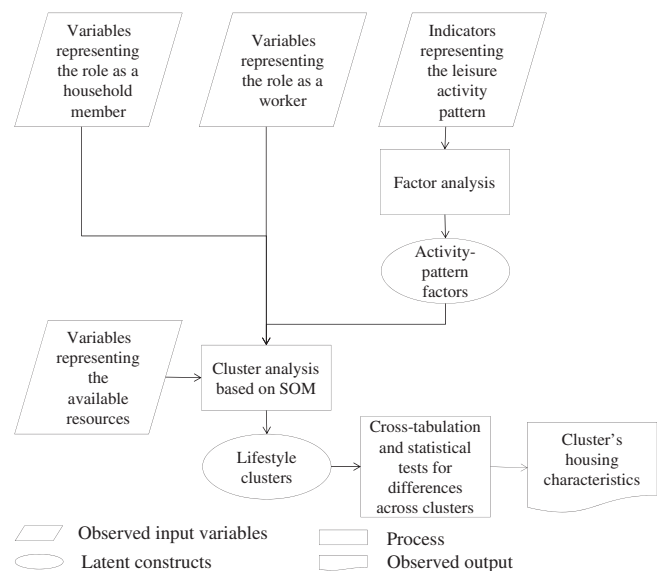 Variables
representing
the role as a
household
member
Variables
representing
the role as a
worker
Indicators
representing
the leisure
activity
pattern
Factor analysis
Activity-
pattern
factors
Variables
representing
the
available
resources
Cluster analysis
based on SOM
Lifestyle
clusters
Cross-tabulation
and statistical
tests for
differences
across clusters
Cluster's
housing
characteristics
Observed input variables
Process
Latent constructs
Observed output